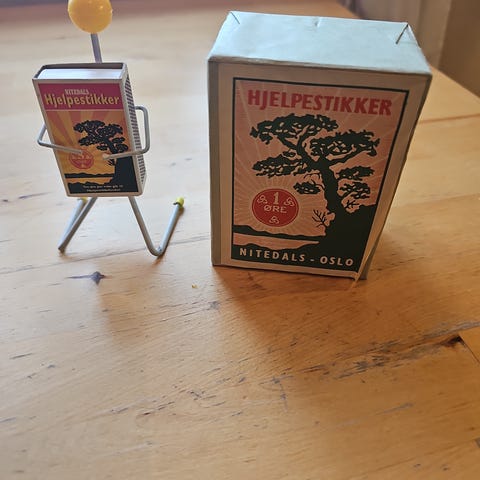 NITEDALS
Hjelpestikker
HJELPESTIKKER
1
ØRE
NITEDALS - OSLO